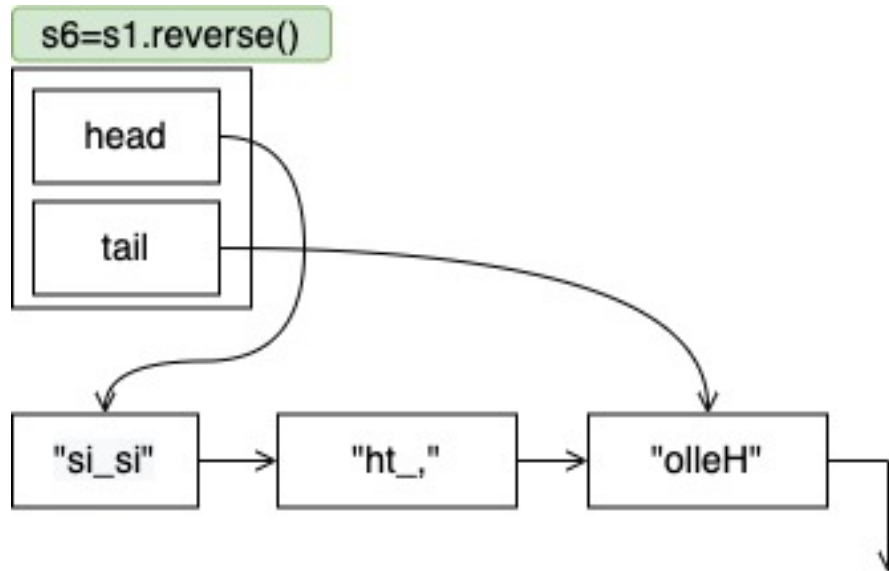 s6=s1.reverse()
head
tail
"si_si"
"ht_,"
"olleH"